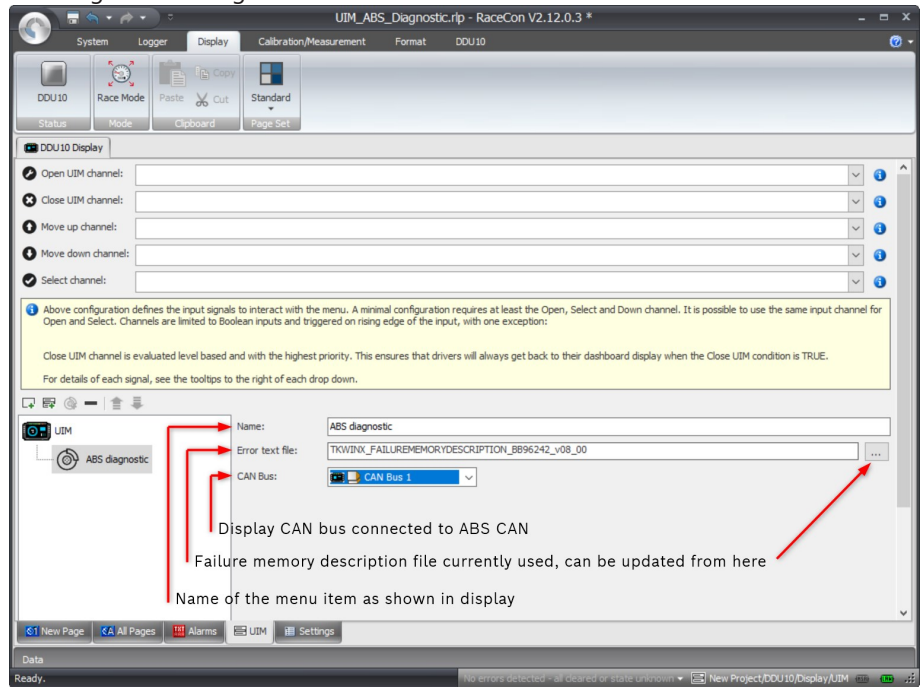 UIM_ABS_Diagnostic.rlp - RaceCon V2.12.0.3 *
System Logger Display Calibration/Measurement Format DDU10
DDU10 Race Mode Paste Copy Cut Standard
Status Mode Clipboard Page Set
DDU10 Display
Open UIM channel:
Close UIM channel:
Move up channel:
Move down channel:
Select channel:
Above configuration defines the input signals to interact with the menu. A minimal configuration requires at least the Open, Select and Down channel. It is possible to use the same input channel for
Open and Select. Channels are limited to Boolean inputs and triggered on rising edge of the input, with one exception:
Close UIM channel is evaluated level based and with the highest priority. This ensures that drivers will always get back to their dashboard display when the Close UIM condition is TRUE.
For details of each signal, see the tooltips to the right of each drop down.
UIM
ABS diagnostic
Name: ABS diagnostic
Error text file: TKWINX_FAILUREMEMORYDESCRIPTION_BB96242_v08_00 ...
CAN Bus: CAN Bus 1
Display CAN bus connected to ABS CAN
Failure memory description file currently used, can be updated from here
Name of the menu item as shown in display
New Page All Pages Alarms UIM Settings
Data
Ready. No errors detected - all cleared or state unknown New Project/DDU10/Display/UIM